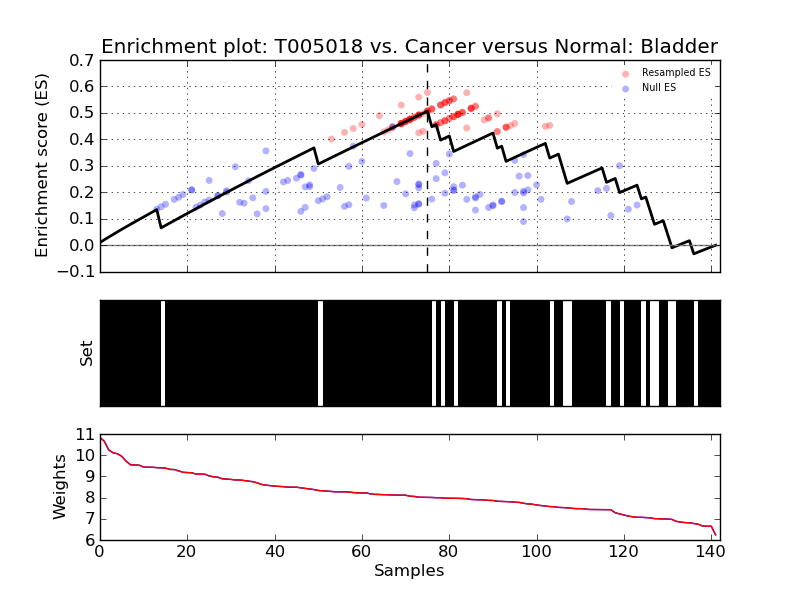 Enrichment plot: T005018 vs. Cancer versus Normal: Bladder
Enrichment score (ES)
0.7
0.6
0.5
0.4
0.3
0.2
0.1
0.0
−0.1
Resampled ES
Null ES
Set
Weights
11
10
9
8
7
6
0 20 40 60 80 100 120 140
Samples